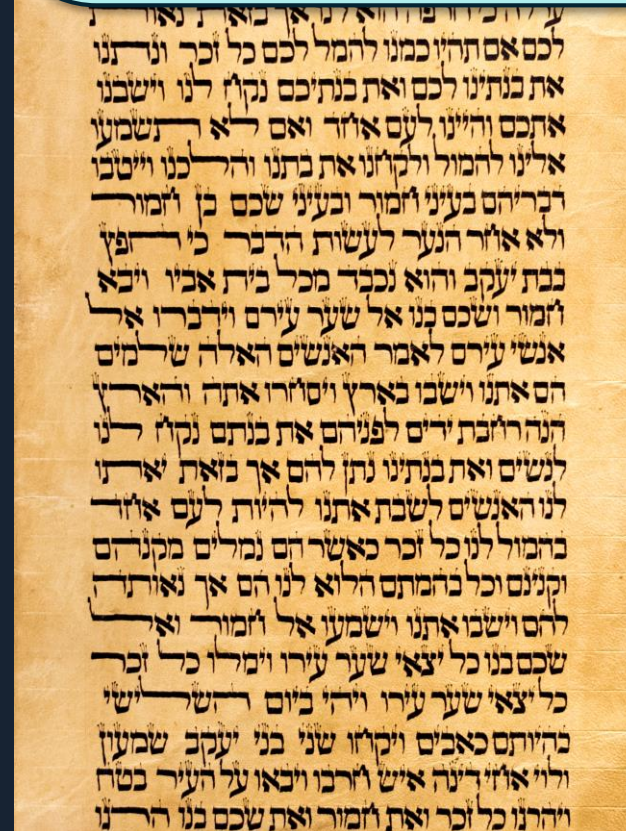 ערלה כי חרפה הוא לנו אך בזאת נאות
לכם אם תהיו כמנו להמל לכם כל זכר ונתנו
את בנתינו לכם ואת בנתיכם נקח לנו וישבנו
אתכם והיינו לעם אחד ואם לא תשמעו
אלינו להמול ולקחנו את בתנו והלכנו וייטבו
דבריהם בעיני חמור ובעיני שכם בן חמור
ולא אחר הנער לעשות הדבר כי חפץ
בבת יעקב והוא נכבד מכל בית אביו ויבא
חמור ושכם בנו אל שער עירם וידברו אל
אנשי עירם לאמר האנשים האלה שלמים
הם אתנו וישבו בארץ ויסחרו אתה והארץ
הנה רחבת ידים לפניהם את בנתם נקח לנו
לנשים ואת בנתינו נתן להם אך בזאת יאתו
לנו האנשים לשבת אתנו להיות לעם אחד
בהמול לנו כל זכר כאשר הם נמלים מקנהם
וקנינם וכל בהמתם הלוא לנו הם אך נאותה
להם וישבו אתנו וישמעו אל חמור ואל
שכם בנו כל יצאי שער עירו וימלו כל זכר
כל יצאי שער עירו ויהי ביום השלישי
בהיותם כאבים ויקחו שני בני יעקב שמעון
ולוי אחי דינה איש חרבו ויבאו על העיר בטח
ויהרגו כל זכר ואת חמור ואת שכם בנו הרגו